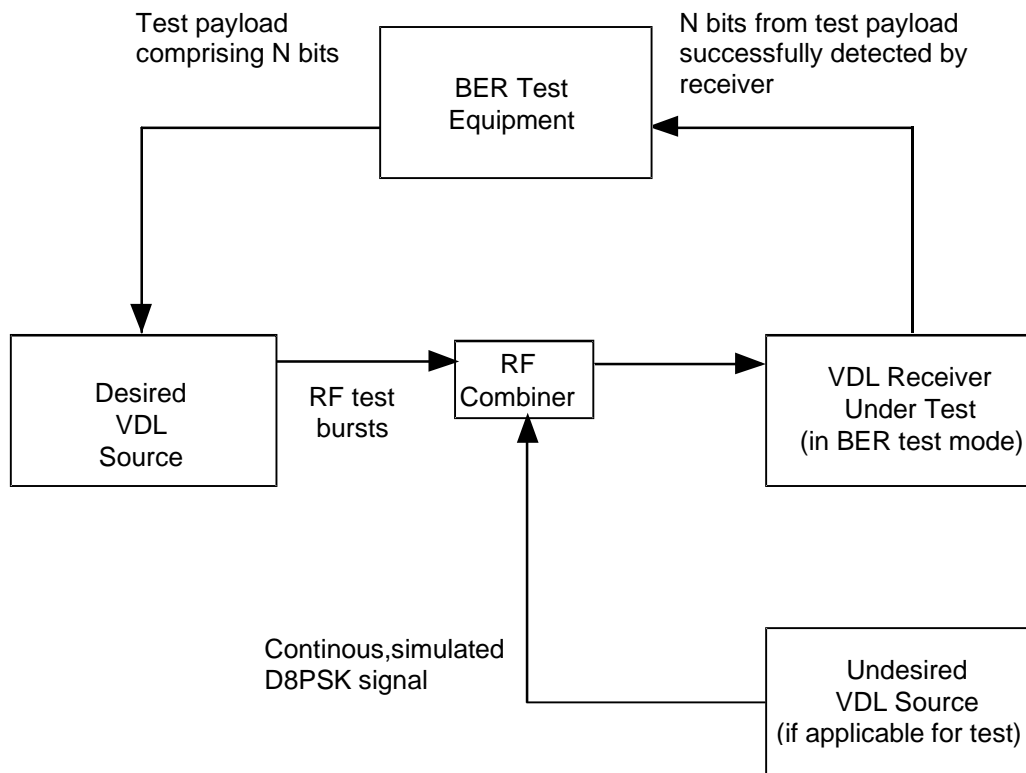 Test payload
comprising N bits
N bits from test payload
successfully detected by
receiver
BER Test
Equipment
Desired
VDL
Source
RF test
bursts
RF
Combiner
VDL Receiver
Under Test
(in BER test mode)
Continous,simulated
D8PSK signal
Undesired
VDL Source
(if applicable for test)